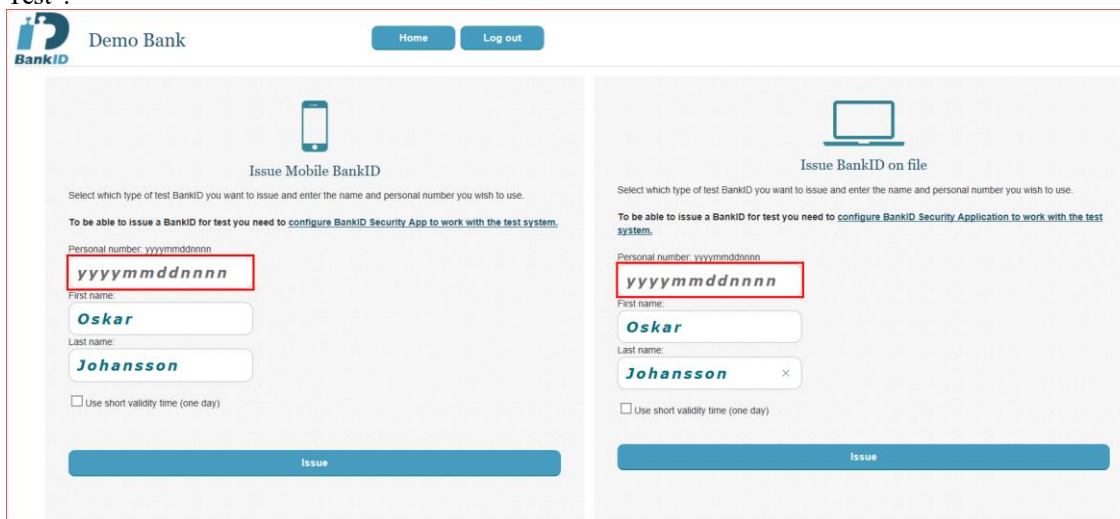 Test".
BankID
Demo Bank
Home
Log out
Issue Mobile BankID
Select which type of test BankID you want to issue and enter the name and personal number you wish to use.
To be able to issue a BankID for test you need to configure BankID Security App to work with the test system.
Personal number: yyyymmddnnnn
yyyymmddnnnn
First name:
Oskar
Last name:
Johansson
Use short validity time (one day)
Issue
Issue BankID on file
Select which type of test BankID you want to issue and enter the name and personal number you wish to use.
To be able to issue a BankID for test you need to configure BankID Security Application to work with the test
system.
Personal number: yyyymmddnnnn
yyyymmddnnnn
First name:
Oskar
Last name:
Johansson ×
Use short validity time (one day)
Issue